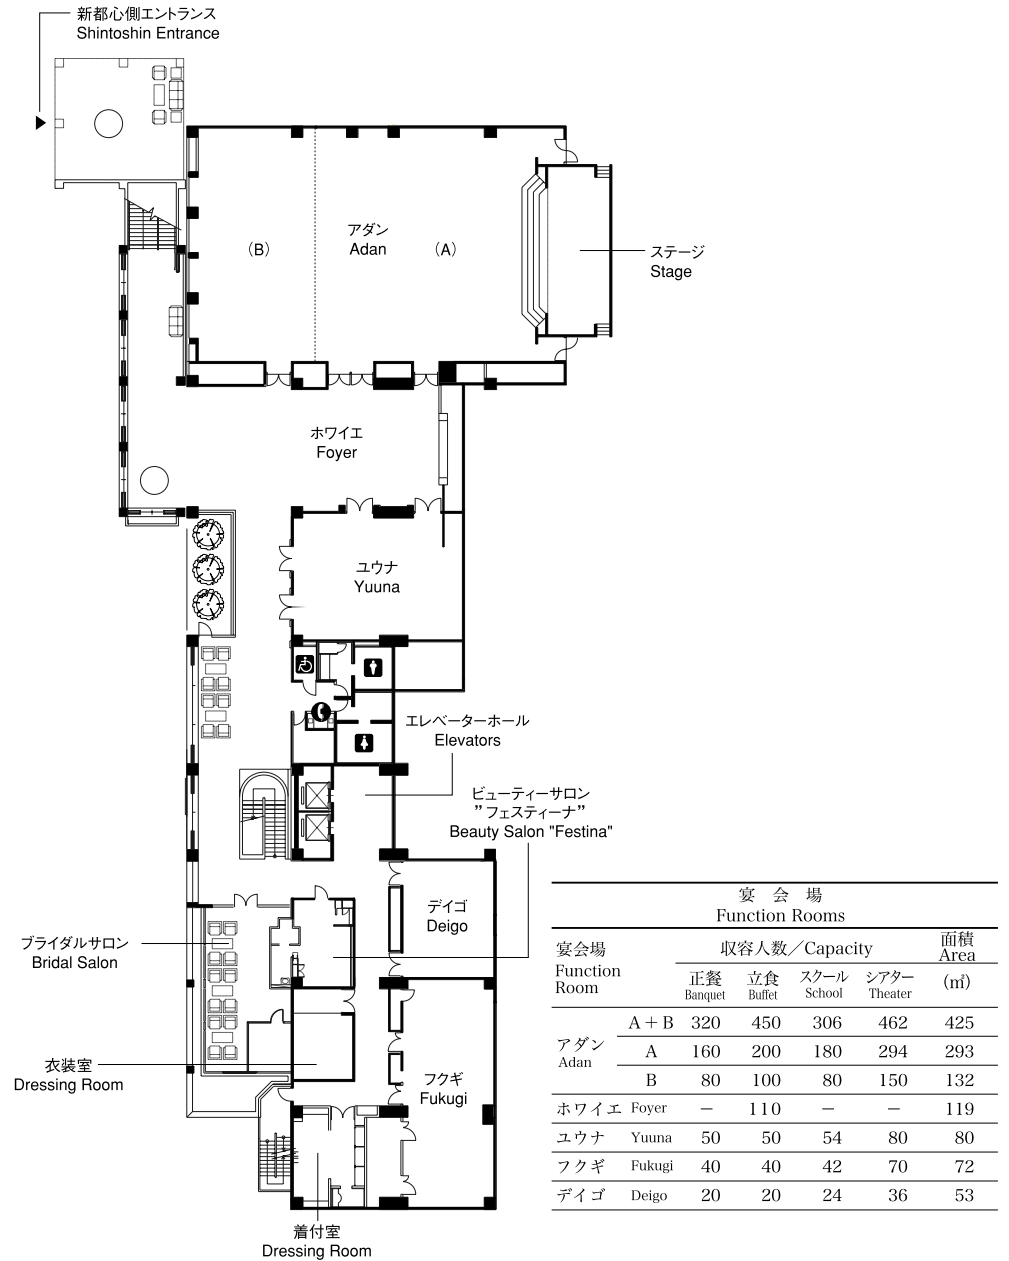 新都心側エントランス
Shintoshin Entrance
アダン
Adan
（B）
（A）
ステージ
Stage
ホワイエ
Foyer
ユウナ
Yuuna
エレベーターホール
Elevators
ビューティーサロン
”フェスティーナ”
Beauty Salon "Festina"
デイゴ
Deigo
ブライダルサロン
Bridal Salon
衣装室
Dressing Room
フクギ
Fukugi
着付室
Dressing Room
宴 会 場
Function Rooms
宴会場
Function
Room
収容人数／Capacity
面積
Area
(㎡)
正餐
Banquet
立食
Buffet
スクール
School
シアター
Theater
アダン
Adan
A＋B 320 450 306 462 425
A 160 200 180 294 293
B 80 100 80 150 132
ホワイエ Foyer − 110 − − 119
ユウナ Yuuna 50 50 54 80 80
フクギ Fukugi 40 40 42 70 72
デイゴ Deigo 20 20 24 36 53